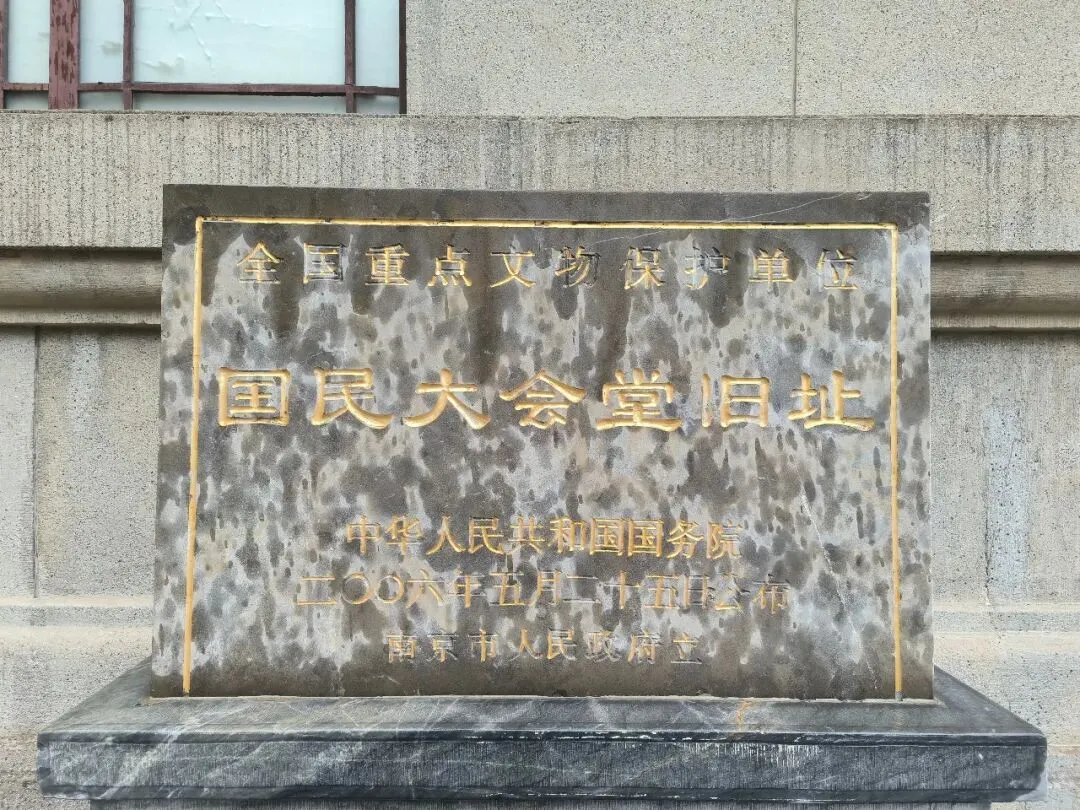 全国重点文物保护单位
国民大会堂旧址
中华人民共和国国务院
二〇〇六年五月二十五日公布
南京市人民政府立